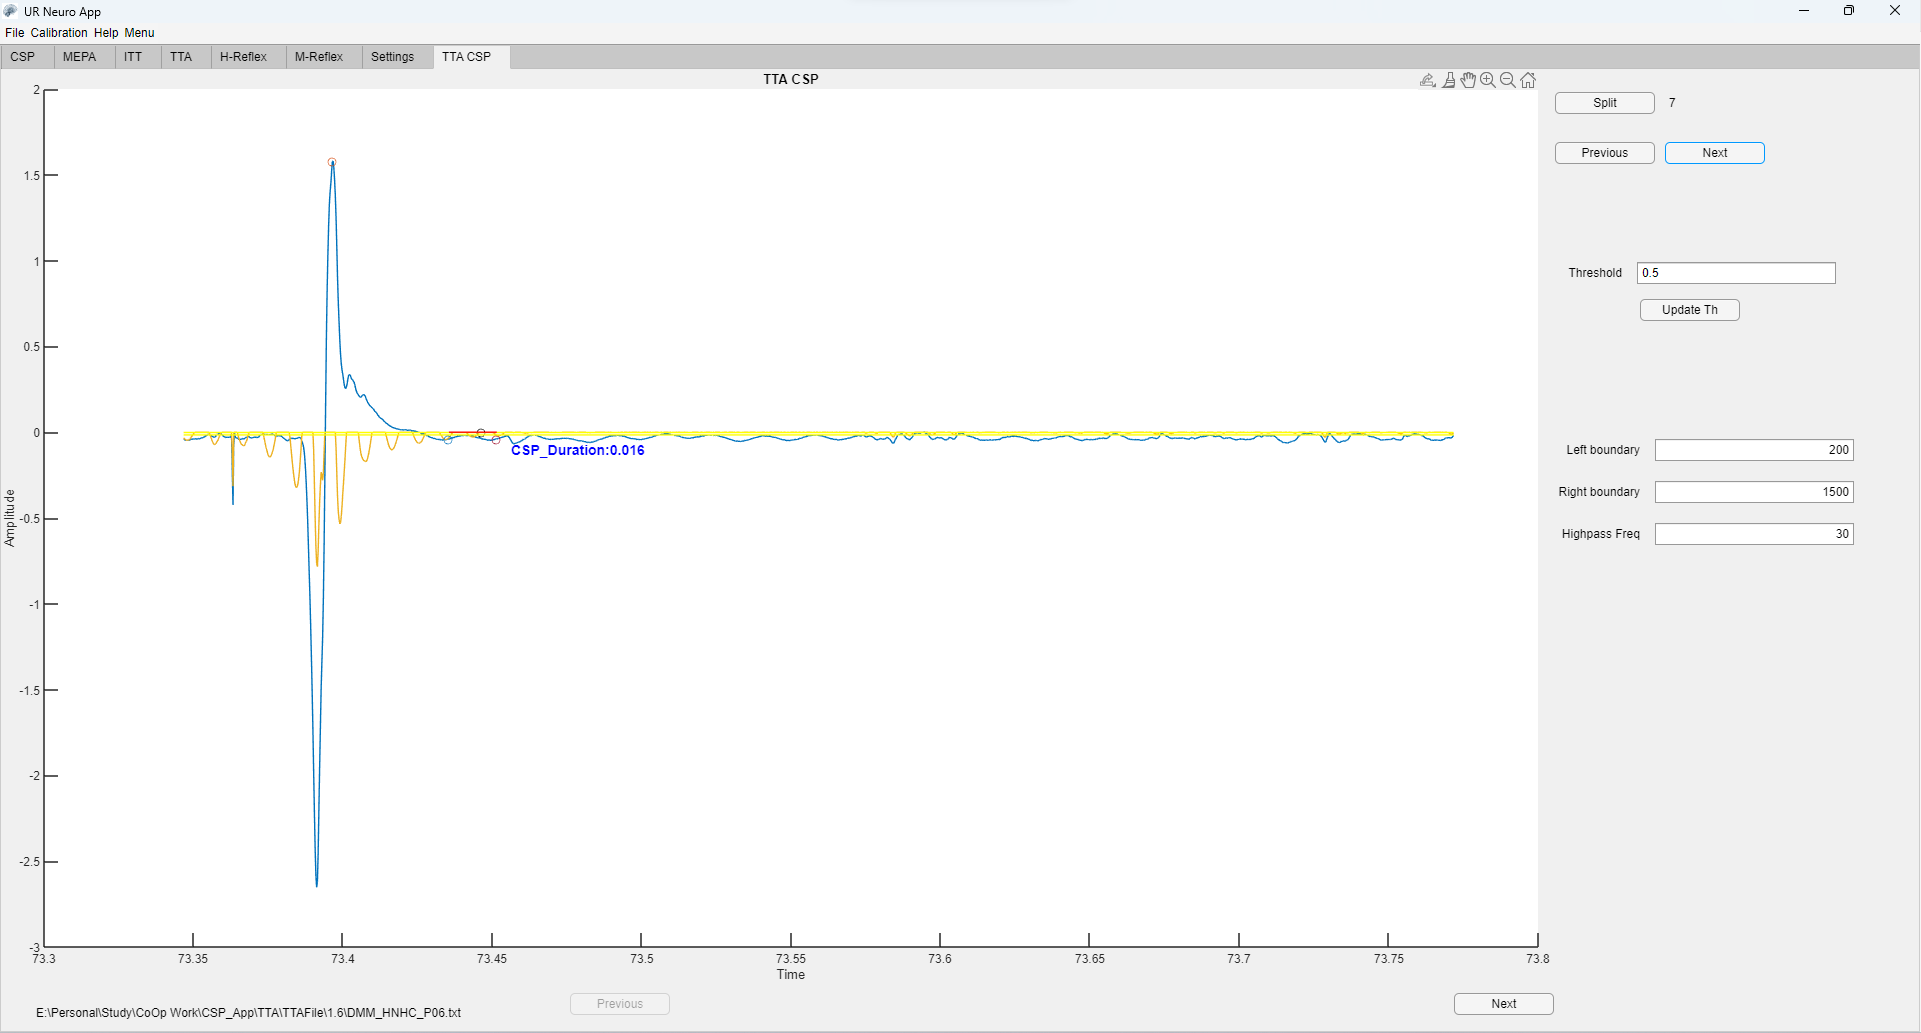 UR Neuro App
File Calibration Help Menu
CSP MEPA ITT TTA H-Reflex M-Reflex Settings TTA CSP
TTA CSP
Split 7
Previous Next
Threshold 0.5
Update Th
Left boundary 200
Right boundary 1500
Highpass Freq 30
2
1.5
1
0.5
0
-0.5
-1
-1.5
-2
-2.5
-3
Amplitude
CSP_Duration:0.016
73.3 73.35 73.4 73.45 73.5 73.55 73.6 73.65 73.7 73.75 73.8
Time
Previous Next
E:\Personal\Study\CoOp Work\CSP_App\TTA\TTAFile\1.6\DMM_HNHC_P06.txt